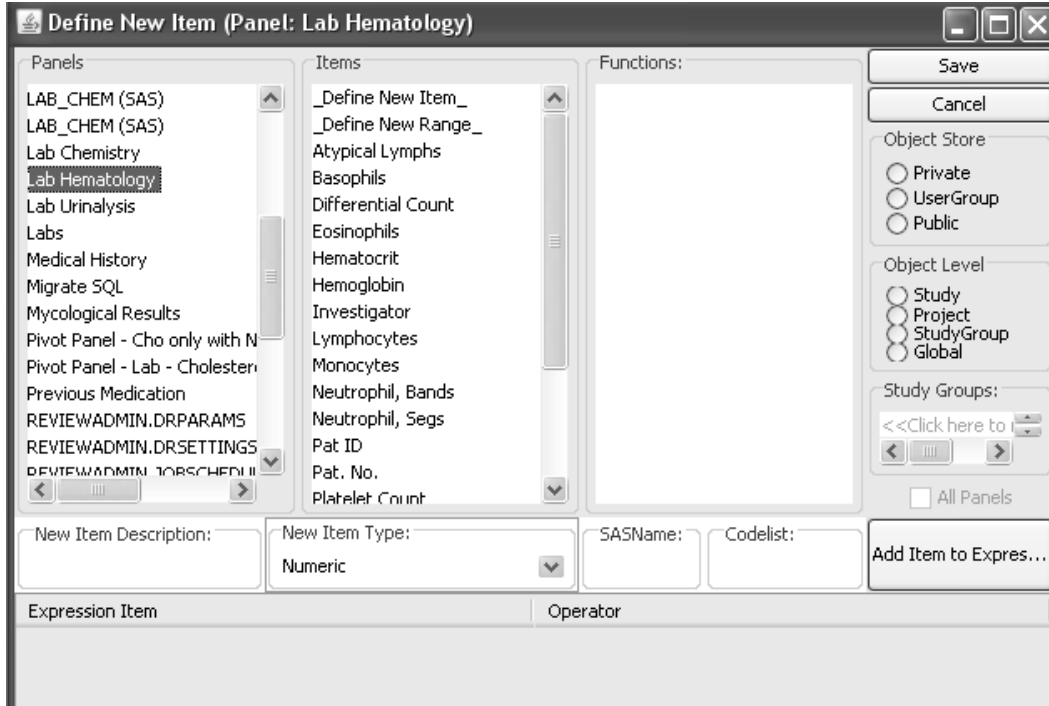 Define New Item (Panel: Lab Hematology)
Panels
LAB_CHEM (SAS)
LAB_CHEM (SAS)
Lab Chemistry
Lab Hematology
Lab Urinalysis
Labs
Medical History
Migrate SQL
Mycological Results
Pivot Panel - Cho only with N
Pivot Panel - Lab - Cholester
Previous Medication
REVIEWADMIN.DRPARAMS
REVIEWADMIN.DRSETTINGS
REVIEWADMIN.JOBSCHEDUL
Items
_Define New Item_
_Define New Range_
Atypical Lymphs
Basophils
Differential Count
Eosinophils
Hematocrit
Hemoglobin
Investigator
Lymphocytes
Monocytes
Neutrophil, Bands
Neutrophil, Segs
Pat ID
Pat. No.
Platelet Count
Functions:
Save
Cancel
Object Store
Private
UserGroup
Public
Object Level
Study
Project
StudyGroup
Global
Study Groups:
<<Click here to
All Panels
New Item Description:
New Item Type:
Numeric
SASName:
Codelist:
Add Item to Expres...
Expression Item
Operator